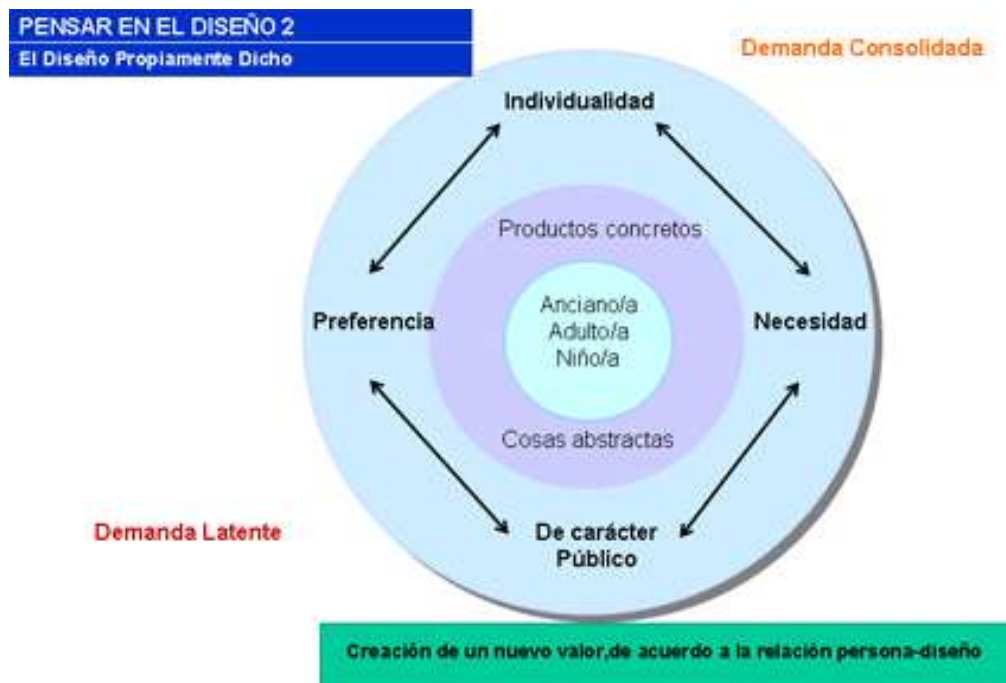 PENSAR EN EL DISEÑO 2
El Diseño Propiamente Dicho
Demanda Consolidada
Individualidad
Productos concretos
Preferencia
Anciano/a
Adulto/a
Niño/a
Necesidad
Cosas abstractas
Demanda Latente
De carácter
Público
Creación de un nuevo valor,de acuerdo a la relación persona-diseño